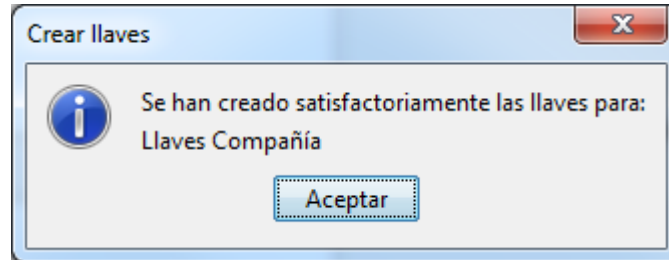 Crear llaves
Se han creado satisfactoriamente las llaves para:
Llaves Compañía
Aceptar